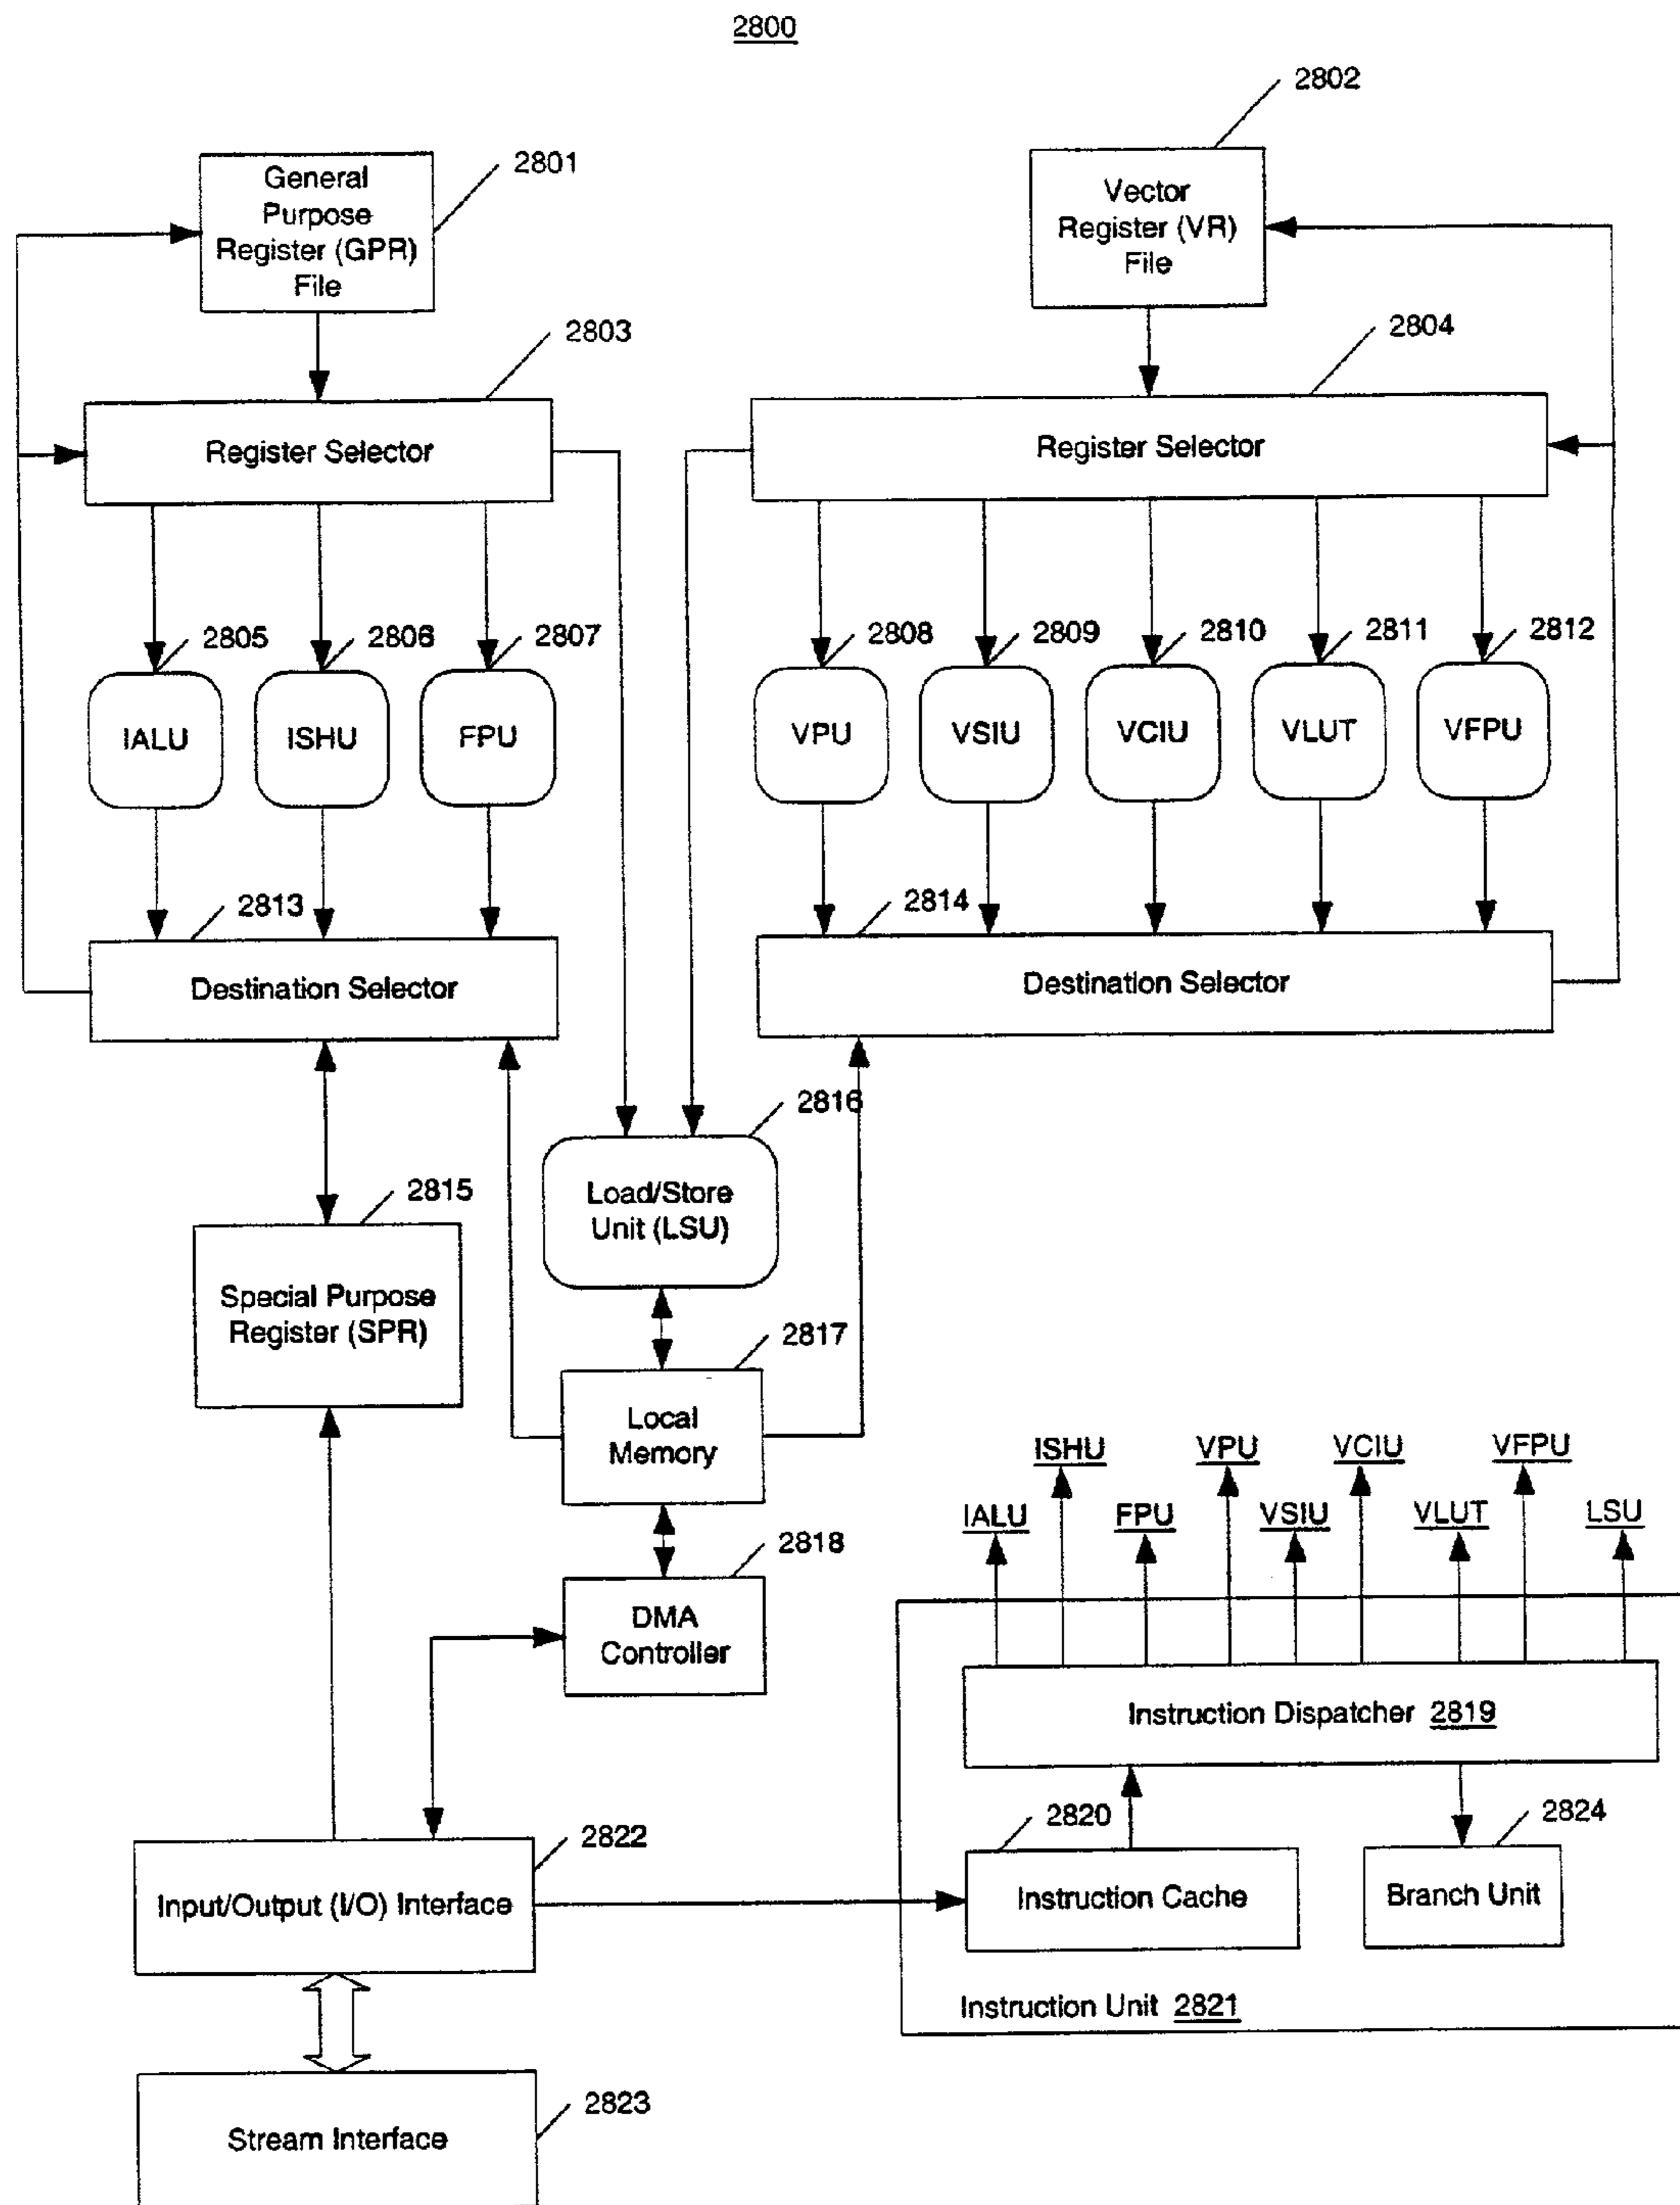 2800
2802
General
Purpose
Register (GPR)
File
2801
Vector
Register (VR)
File
2803
2804
Register Selector
Register Selector
2805
2806
2807
2808
2809
2810
2811
2812
IALU
ISHU
FPU
VPU
VSIU
VCIU
VLUT
VFPU
2813
2814
Destination Selector
Destination Selector
2816
Load/Store
Unit (LSU)
2815
Special Purpose
Register (SPR)
2817
Local
Memory
ISHU
VPU
VCIU
VFPU
IALU
FPU
VSIU
VLUT
LSU
2818
DMA
Controller
Instruction Dispatcher 2819
2820
2824
2822
Input/Output (I/O) Interface
Instruction Cache
Branch Unit
Instruction Unit 2821
2823
Stream Interface